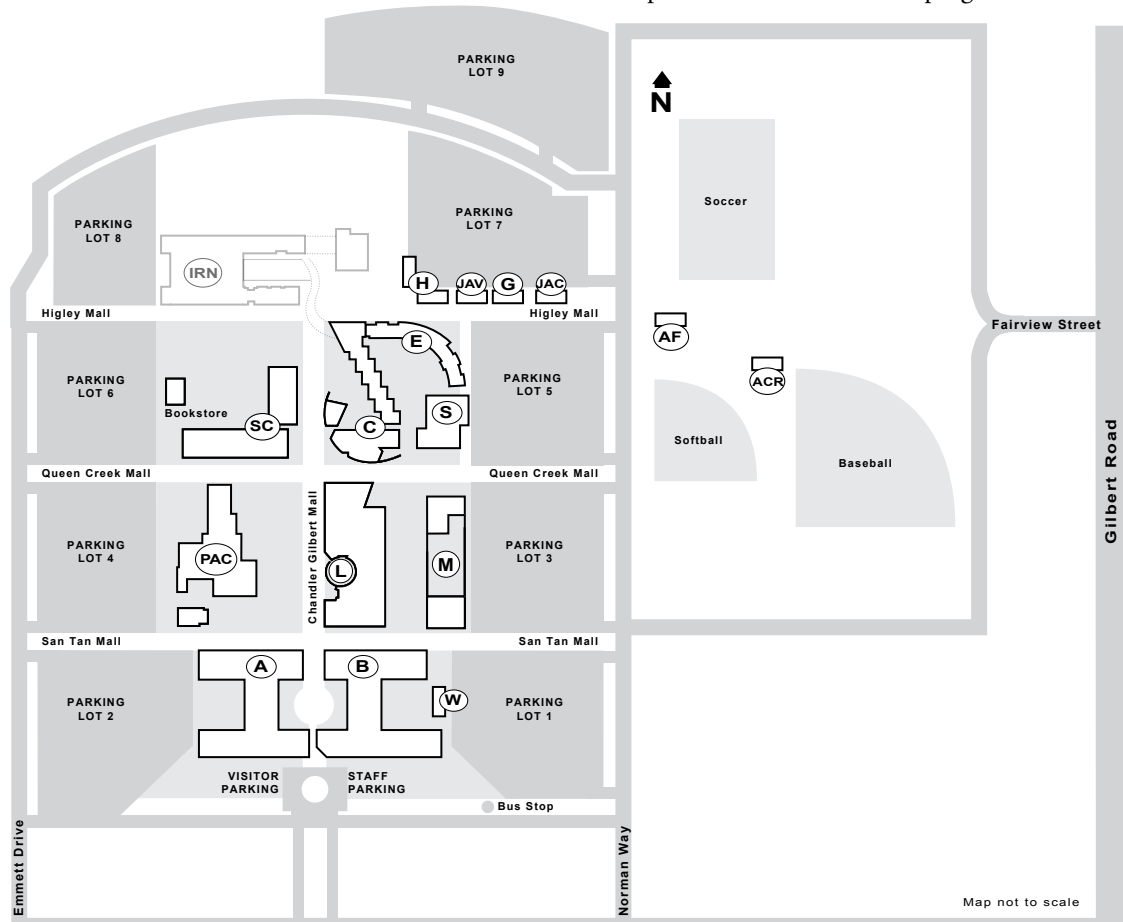 PARKING
LOT 9
N
Soccer
PARKING
LOT 8
PARKING
LOT 7
IRN
H
JAV
G
JAC
Higley Mall
Higley Mall
AF
Fairview Street
E
PARKING
LOT 6
Bookstore
SC
C
S
PARKING
LOT 5
ACR
Softball
Baseball
Gilbert Road
Queen Creek Mall
Queen Creek Mall
PARKING
LOT 4
PAC
Chandler Gilbert Mall
L
M
PARKING
LOT 3
San Tan Mall
San Tan Mall
A
B
W
PARKING
LOT 2
PARKING
LOT 1
VISITOR
PARKING
STAFF
PARKING
Bus Stop
Emmett Drive
Norman Way
Map not to scale